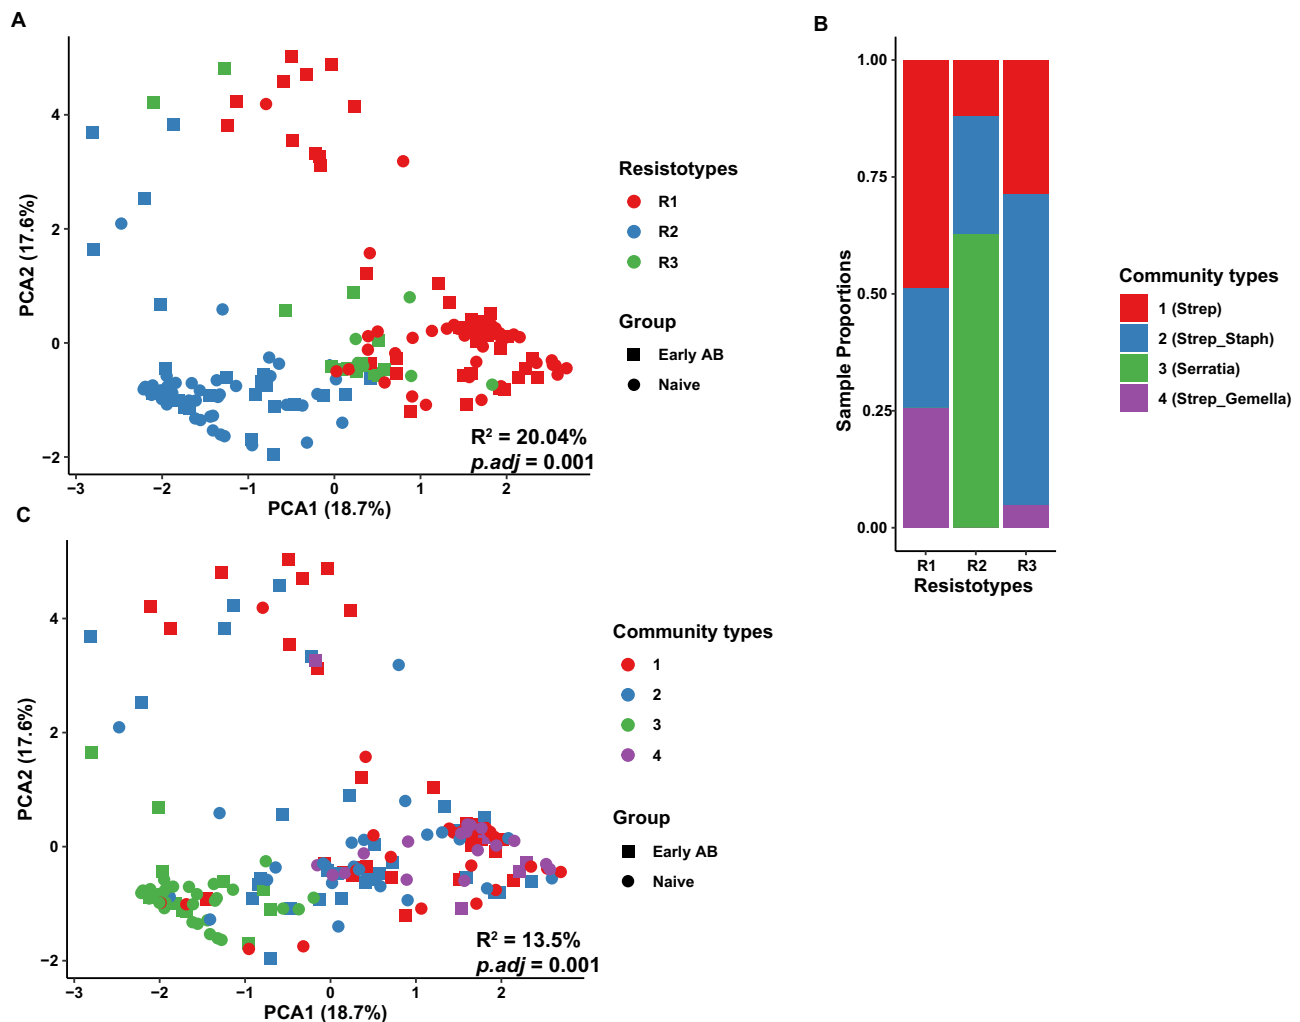 A
4
2
0
−2
PCA2 (17.6%)
−3
−2
−1
0
1
2
PCA1 (18.7%)
R² = 20.04%
p.adj = 0.001
Resistotypes
R1
R2
R3
Group
Early AB
Naive
B
1.00
0.75
0.50
0.25
0.00
Sample Proportions
R1
R2
R3
Resistotypes
Community types
1 (Strep)
2 (Strep_Staph)
3 (Serratia)
4 (Strep_Gemella)
C
4
2
0
−2
PCA2 (17.6%)
−3
−2
−1
0
1
2
PCA1 (18.7%)
R² = 13.5%
p.adj = 0.001
Community types
1
2
3
4
Group
Early AB
Naive